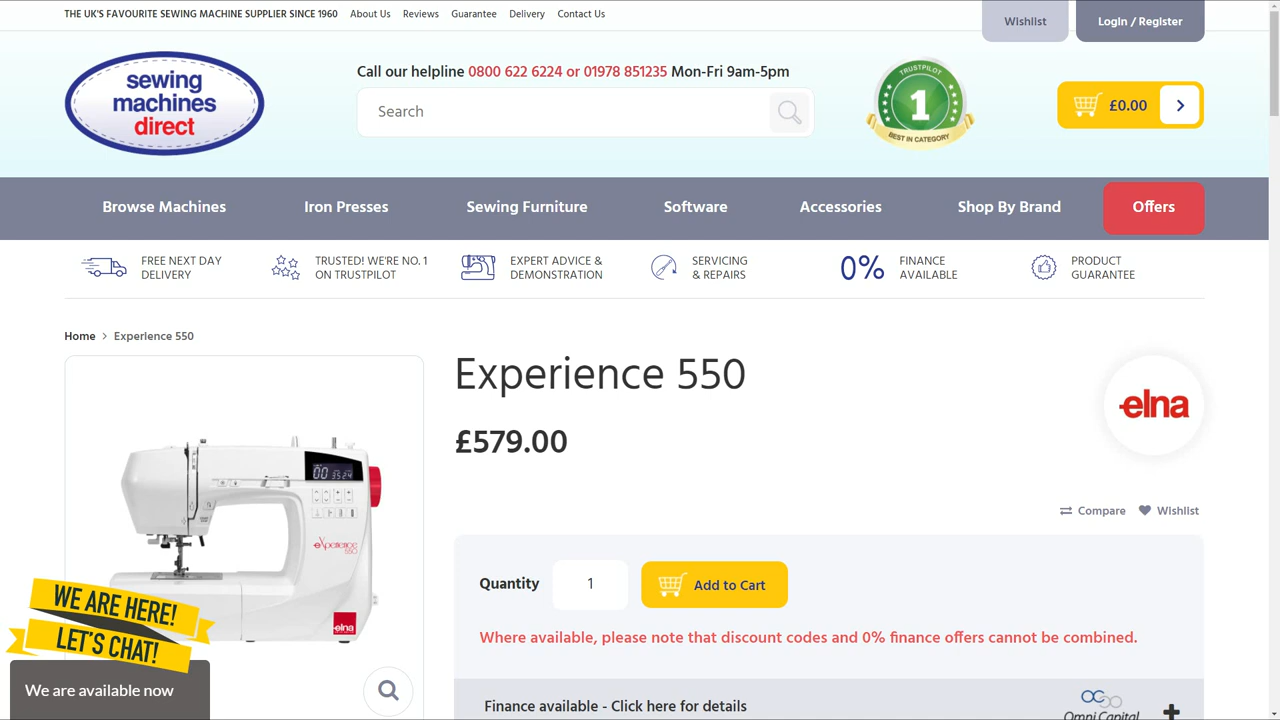 THE UK'S FAVOURITE SEWING MACHINE SUPPLIER SINCE 1960 About Us Reviews Guarantee Delivery Contact Us
Wishlist
Login / Register
sewing
machines
direct
Call our helpline 0800 622 6224 or 01978 851235 Mon-Fri 9am-5pm
Search
TRUSTPILOT
1
BEST IN CATEGORY
£0.00
Browse Machines Iron Presses Sewing Furniture Software Accessories Shop By Brand Offers
FREE NEXT DAY
DELIVERY
TRUSTED! WE'RE NO. 1
ON TRUSTPILOT
EXPERT ADVICE &
DEMONSTRATION
SERVICING
& REPAIRS
0%
FINANCE
AVAILABLE
PRODUCT
GUARANTEE
Home > Experience 550
Experience 550
elna
£579.00
Compare Wishlist
Quantity 1 Add to Cart
Where available, please note that discount codes and 0% finance offers cannot be combined.
Finance available - Click here for details
Omni Capital
eXperience
550
elna
WE ARE HERE!
LET'S CHAT!
We are available now